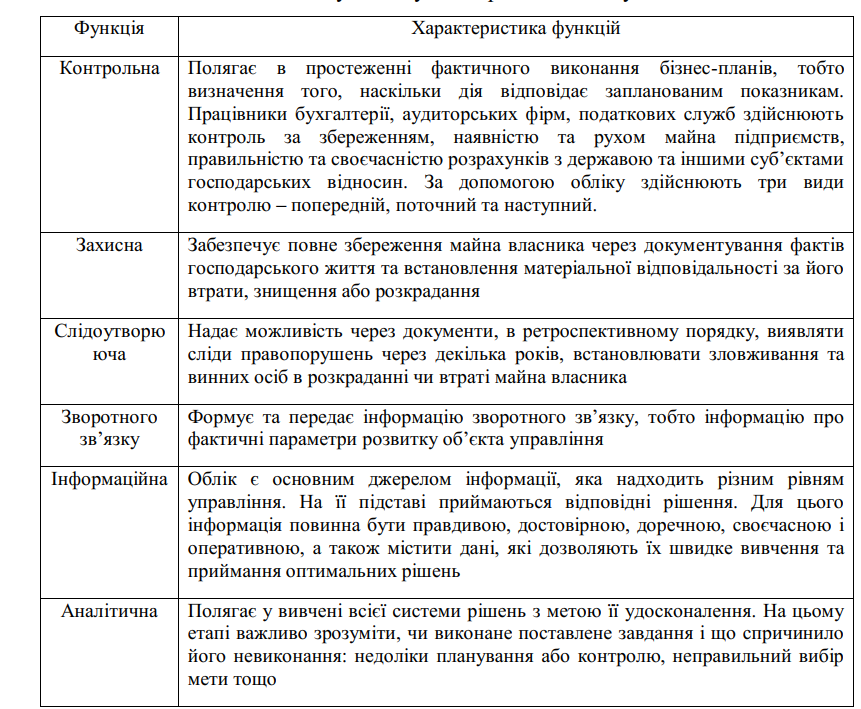 Функція
Характеристика функцій
Контрольна
Полягає в простеженні фактичного виконання бізнес-планів, тобто
визначення того, наскільки дія відповідає запланованим показникам.
Працівники бухгалтерії, аудиторських фірм, податкових служб здійснюють
контроль за збереженням, наявністю та рухом майна підприємств,
правильністю та своєчасністю розрахунків з державою та іншими суб’єктами
господарських відносин. За допомогою обліку здійснюють три види
контролю – попередній, поточний та наступний.
Захисна
Забезпечує повне збереження майна власника через документування фактів
господарського життя та встановлення матеріальної відповідальності за його
втрати, знищення або розкрадання
Слідоутворю
юча
Надає можливість через документи, в ретроспективному порядку, виявляти
сліди правопорушень через декілька років, встановлювати зловживання та
винних осіб в розкраданні чи втраті майна власника
Зворотного
зв’язку
Формує та передає інформацію зворотного зв’язку, тобто інформацію про
фактичні параметри розвитку об’єкта управління
Інформаційна
Облік є основним джерелом інформації, яка надходить різним рівням
управління. На її підставі приймаються відповідні рішення. Для цього
інформація повинна бути правдивою, достовірною, доречною, своєчасною і
оперативною, а також містити дані, які дозволяють їх швидке вивчення та
приймання оптимальних рішень
Аналітична
Полягає у вивчені всієї системи рішень з метою її удосконалення. На цьому
етапі важливо зрозуміти, чи виконане поставлене завдання і що спричинило
його невиконання: недоліки планування або контролю, неправильний вибір
мети тощо